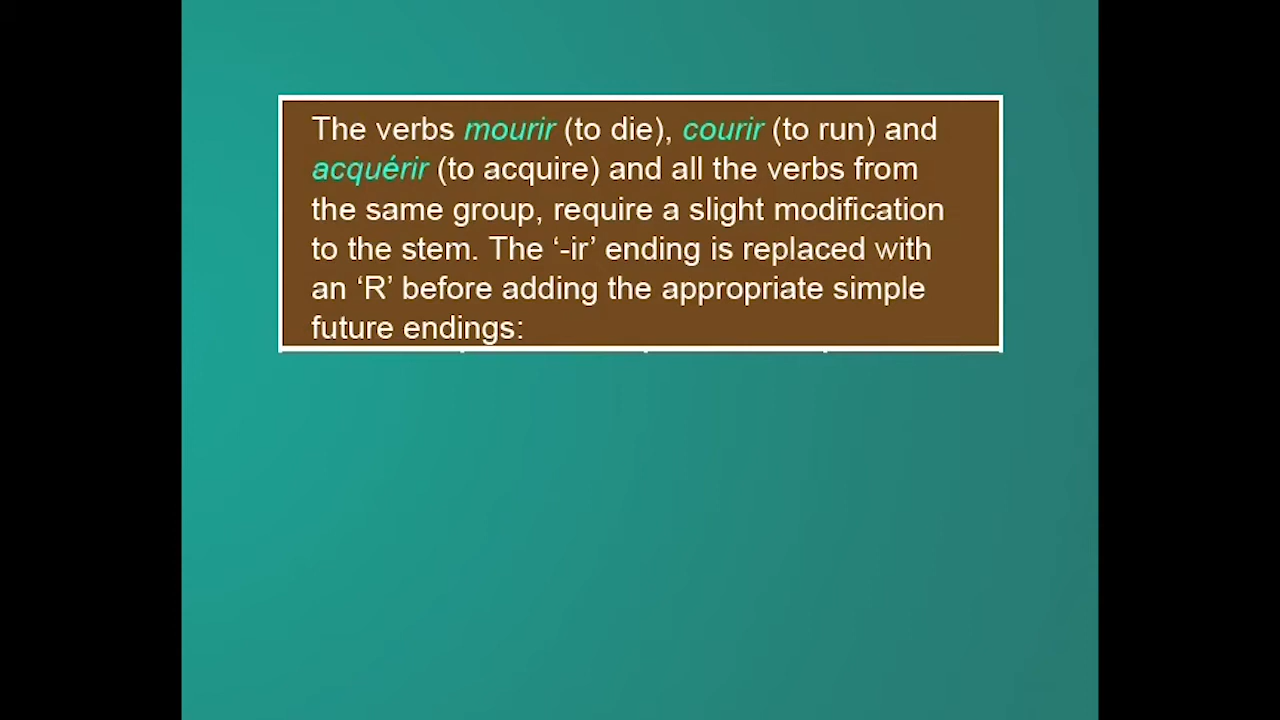 The verbs mourir (to die), courir (to run) and
acquérir (to acquire) and all the verbs from
the same group, require a slight modification
to the stem. The ‘-ir’ ending is replaced with
an ‘R’ before adding the appropriate simple
future endings: